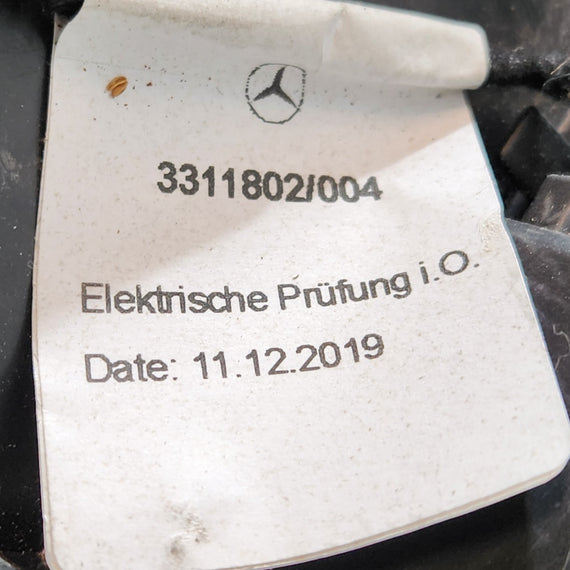 3311802/004
Elektrische Prüfung i.O.
Date: 11.12.2019